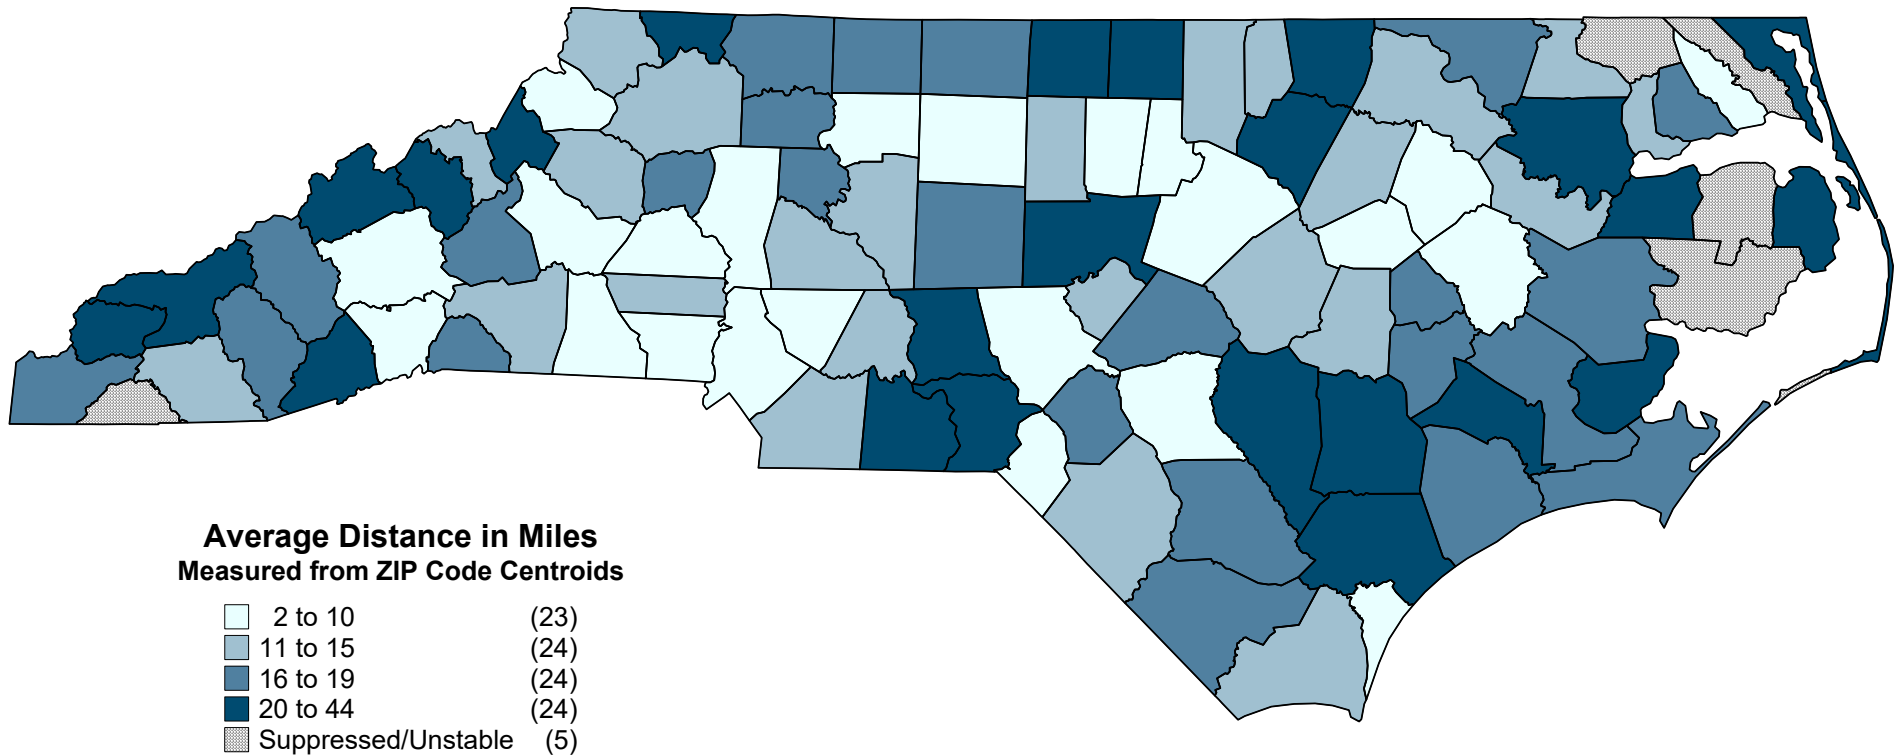 Average Distance in Miles
Measured from ZIP Code Centroids
2 to 10 (23)
11 to 15 (24)
16 to 19 (24)
20 to 44 (24)
Suppressed/Unstable (5)